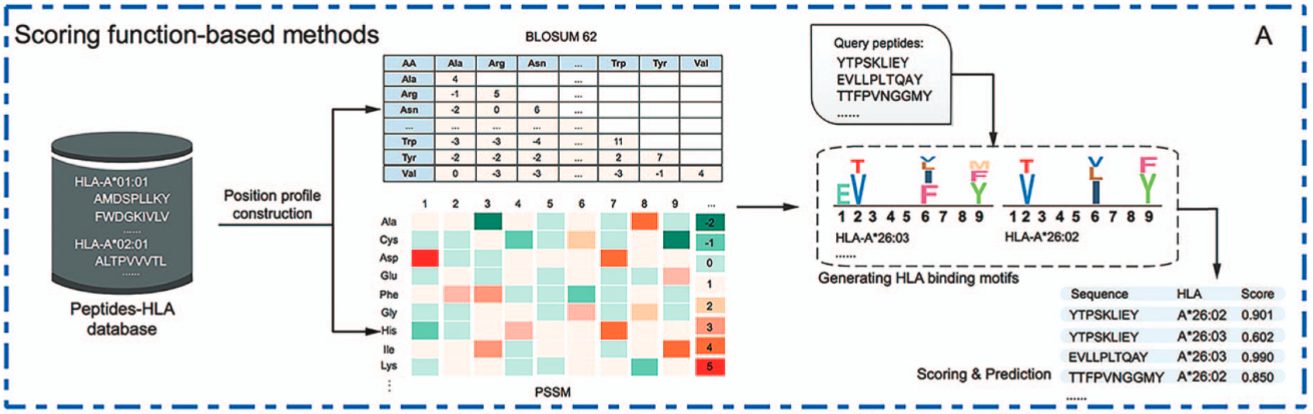 Scoring function-based methods
A
HLA-A*01:01
AMDSPLLKY
FWDGKIVLV
......
HLA-A*02:01
ALTPVVVTL
......
Peptides-HLA
database
Position profile
construction
BLOSUM 62
AA Ala Arg Asn ... Trp Tyr Val
Ala 4 ...
Arg -1 5 ...
Asn -2 0 6 ...
... ... ... ... ...
Trp -3 -3 -4 ... 11
Tyr -2 -2 -2 ... 2 7
Val 0 -3 -3 ... -3 -1 4
1 2 3 4 5 6 7 8 9 ...
Ala -2
Cys -1
Asp 0
Glu 1
Phe 2
Gly 3
His 4
Ile 5
Lys
⋮
PSSM
Query peptides:
YTPSKLIEY
EVLLPLTQAY
TTFPVNGGMY
......
E T V V L I F M F Y
1 2 3 4 5 6 7 8 9
HLA-A*26:03
......
T V V L I F Y
1 2 3 4 5 6 7 8 9
HLA-A*26:02
Generating HLA binding motifs
Sequence HLA Score
YTPSKLIEY A*26:02 0.901
YTPSKLIEY A*26:03 0.602
EVLLPLTQAY A*26:03 0.990
TTFPVNGGMY A*26:02 0.850
......
Scoring & Prediction